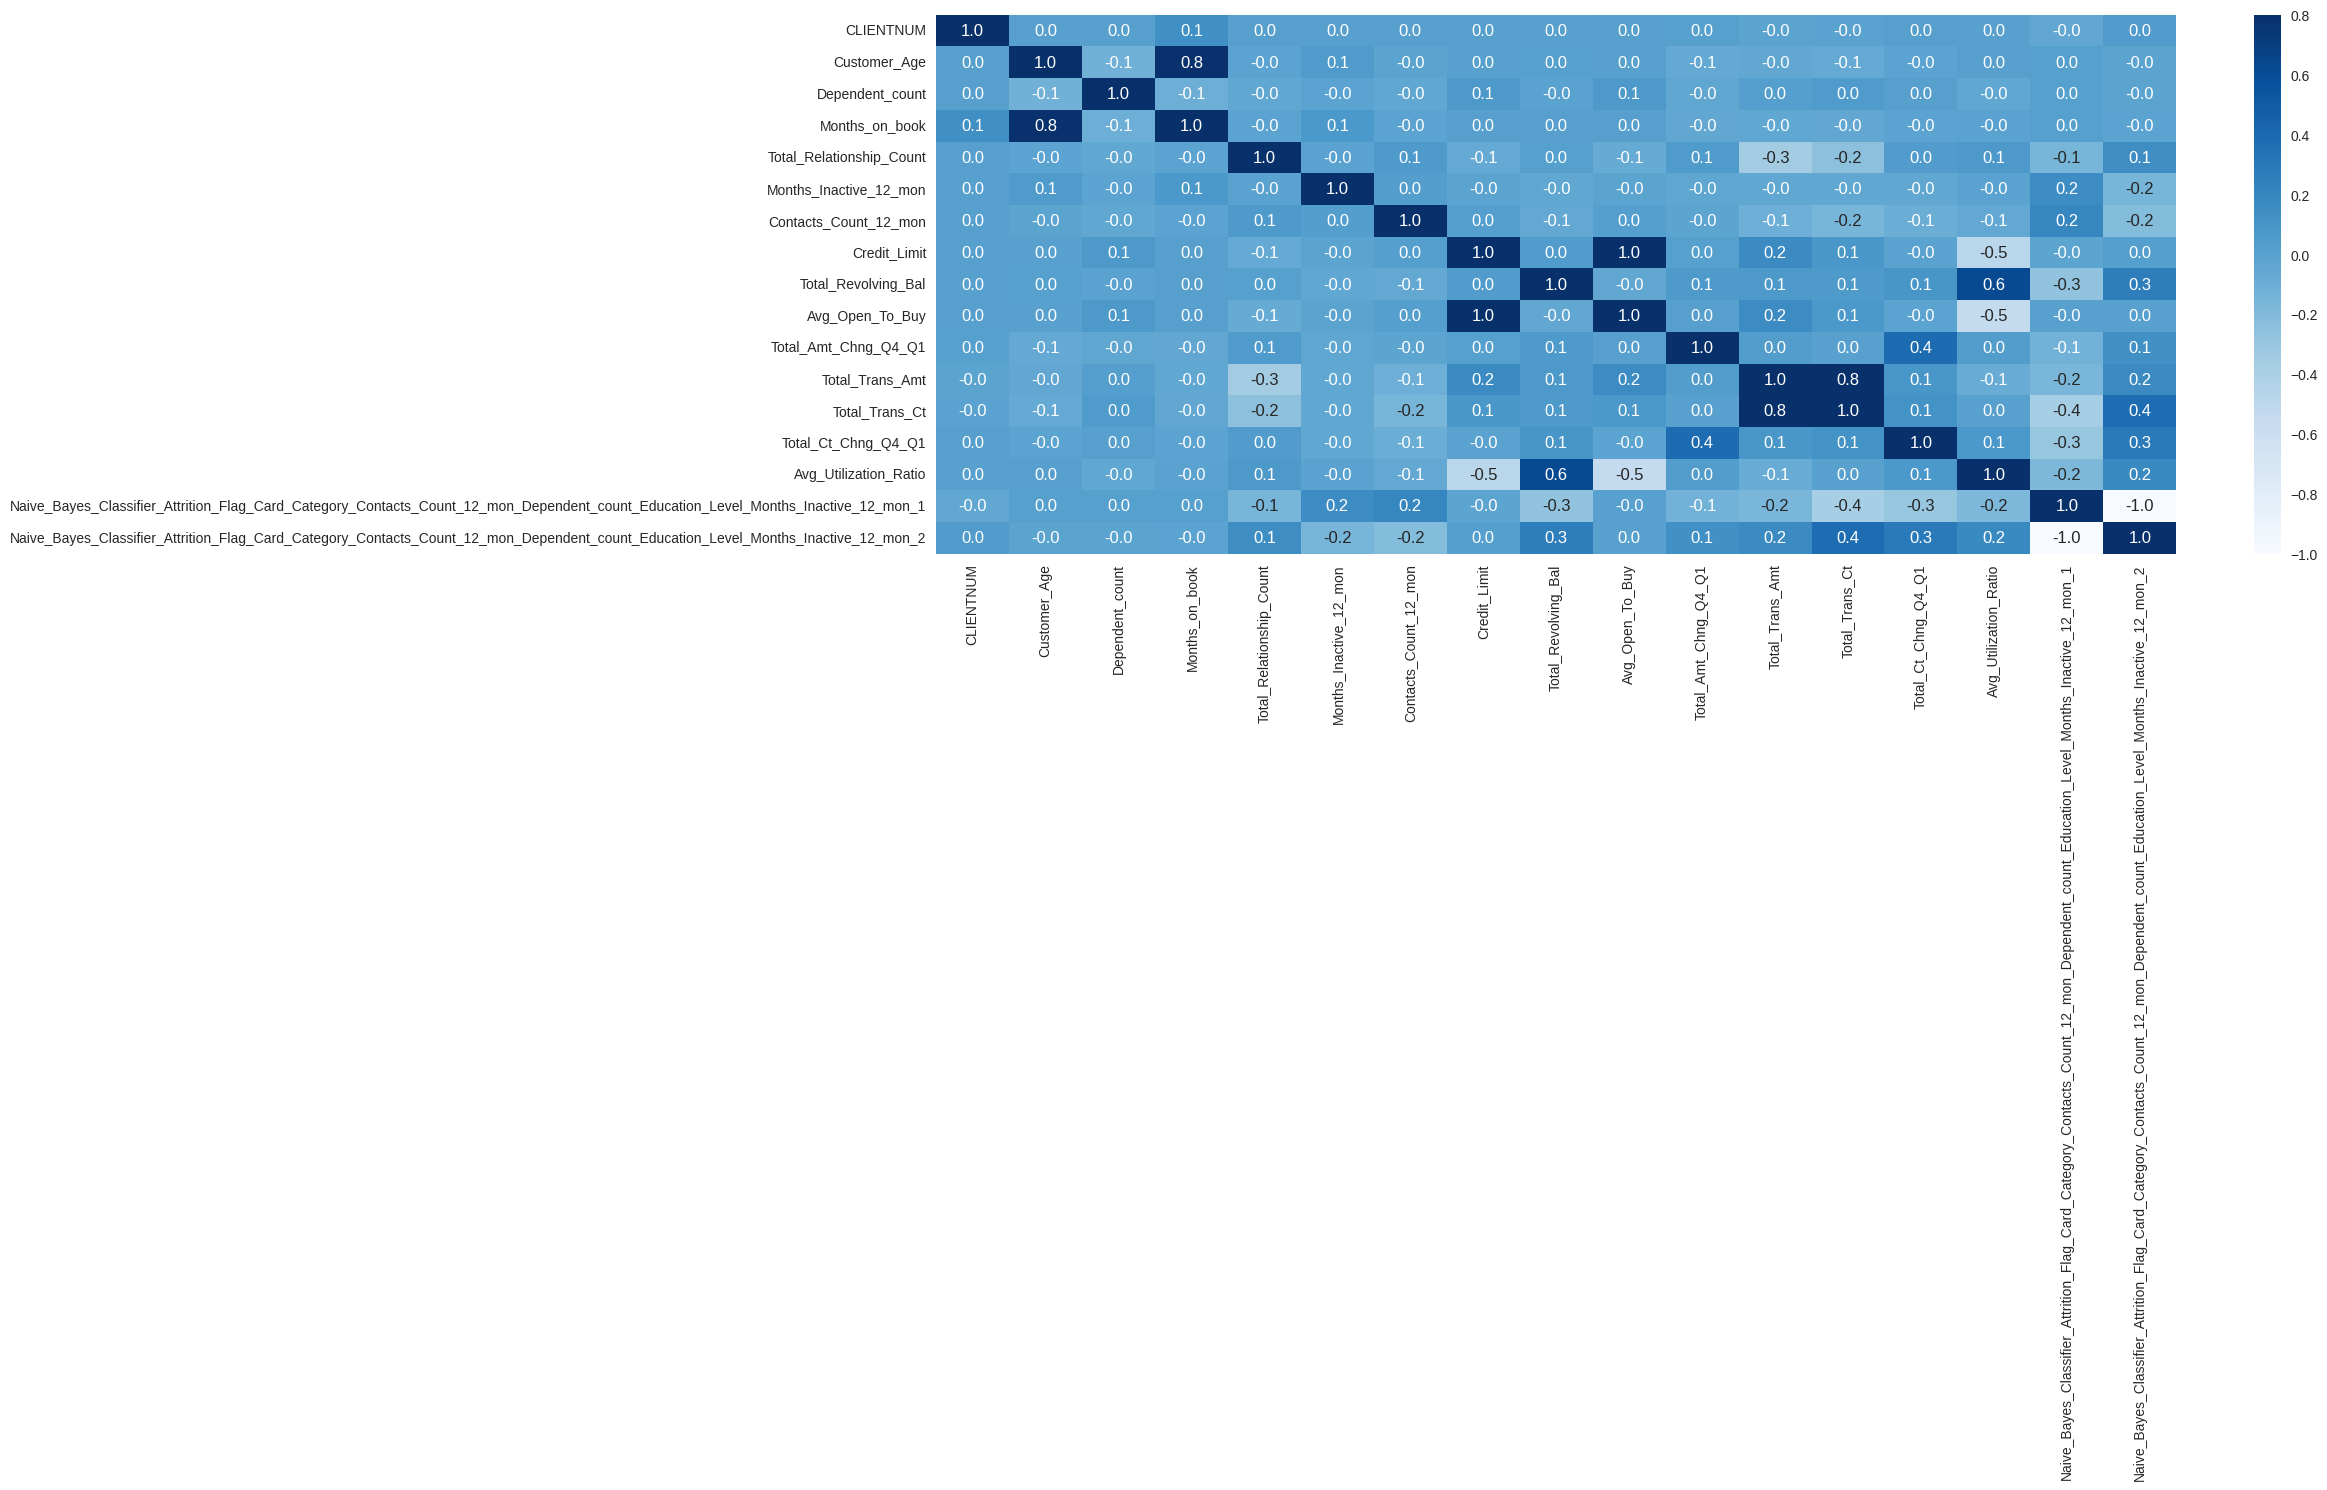 CLIENTNUM 1.0 0.0 0.0 0.1 0.0 0.0 0.0 0.0 0.0 0.0 0.0 -0.0 -0.0 0.0 0.0 -0.0 0.0
Customer_Age 0.0 1.0 -0.1 0.8 -0.0 0.1 -0.0 0.0 0.0 0.0 -0.1 -0.0 -0.1 -0.0 0.0 0.0 -0.0
Dependent_count 0.0 -0.1 1.0 -0.1 -0.0 -0.0 -0.0 0.1 -0.0 0.1 -0.0 0.0 0.0 0.0 -0.0 0.0 -0.0
Months_on_book 0.1 0.8 -0.1 1.0 -0.0 0.1 -0.0 0.0 0.0 0.0 -0.0 -0.0 -0.0 -0.0 -0.0 0.0 -0.0
Total_Relationship_Count 0.0 -0.0 -0.0 -0.0 1.0 -0.0 0.1 -0.1 0.0 -0.1 0.1 -0.3 -0.2 0.0 0.1 -0.1 0.1
Months_Inactive_12_mon 0.0 0.1 -0.0 0.1 -0.0 1.0 0.0 -0.0 -0.0 -0.0 -0.0 -0.0 -0.0 -0.0 -0.0 0.2 -0.2
Contacts_Count_12_mon 0.0 -0.0 -0.0 -0.0 0.1 0.0 1.0 0.0 -0.1 0.0 -0.0 -0.1 -0.2 -0.1 -0.1 0.2 -0.2
Credit_Limit 0.0 0.0 0.1 0.0 -0.1 -0.0 0.0 1.0 0.0 1.0 0.0 0.2 0.1 -0.0 -0.5 -0.0 0.0
Total_Revolving_Bal 0.0 0.0 -0.0 0.0 0.0 -0.0 -0.1 0.0 1.0 -0.0 0.1 0.1 0.1 0.1 0.6 -0.3 0.3
Avg_Open_To_Buy 0.0 0.0 0.1 0.0 -0.1 -0.0 0.0 1.0 -0.0 1.0 0.0 0.2 0.1 -0.0 -0.5 -0.0 0.0
Total_Amt_Chng_Q4_Q1 0.0 -0.1 -0.0 -0.0 0.1 -0.0 -0.0 0.0 0.1 0.0 1.0 0.0 0.0 0.4 0.0 -0.1 0.1
Total_Trans_Amt -0.0 -0.0 0.0 -0.0 -0.3 -0.0 -0.1 0.2 0.1 0.2 0.0 1.0 0.8 0.1 -0.1 -0.2 0.2
Total_Trans_Ct -0.0 -0.1 0.0 -0.0 -0.2 -0.0 -0.2 0.1 0.1 0.1 0.0 0.8 1.0 0.1 0.0 -0.4 0.4
Total_Ct_Chng_Q4_Q1 0.0 -0.0 0.0 -0.0 0.0 -0.0 -0.1 -0.0 0.1 -0.0 0.4 0.1 0.1 1.0 0.1 -0.3 0.3
Avg_Utilization_Ratio 0.0 0.0 -0.0 -0.0 0.1 -0.0 -0.1 -0.5 0.6 -0.5 0.0 -0.1 0.0 0.1 1.0 -0.2 0.2
Naive_Bayes_Classifier_Attrition_Flag_Card_Category_Contacts_Count_12_mon_Dependent_count_Education_Level_Months_Inactive_12_mon_1 -0.0 0.0 0.0 0.0 -0.1 0.2 0.2 -0.0 -0.3 -0.0 -0.1 -0.2 -0.4 -0.3 -0.2 1.0 -1.0
Naive_Bayes_Classifier_Attrition_Flag_Card_Category_Contacts_Count_12_mon_Dependent_count_Education_Level_Months_Inactive_12_mon_2 0.0 -0.0 -0.0 -0.0 0.1 -0.2 -0.2 0.0 0.3 0.0 0.1 0.2 0.4 0.3 0.2 -1.0 1.0
CLIENTNUM
Customer_Age
Dependent_count
Months_on_book
Total_Relationship_Count
Months_Inactive_12_mon
Contacts_Count_12_mon
Credit_Limit
Total_Revolving_Bal
Avg_Open_To_Buy
Total_Amt_Chng_Q4_Q1
Total_Trans_Amt
Total_Trans_Ct
Total_Ct_Chng_Q4_Q1
Avg_Utilization_Ratio
Naive_Bayes_Classifier_Attrition_Flag_Card_Category_Contacts_Count_12_mon_Dependent_count_Education_Level_Months_Inactive_12_mon_1
Naive_Bayes_Classifier_Attrition_Flag_Card_Category_Contacts_Count_12_mon_Dependent_count_Education_Level_Months_Inactive_12_mon_2
0.8
0.6
0.4
0.2
0.0
−0.2
−0.4
−0.6
−0.8
−1.0